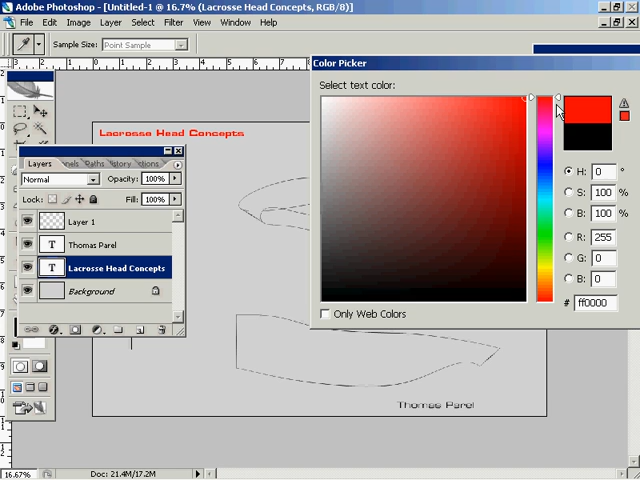 Adobe Photoshop - [Untitled-1 @ 16.7% (Lacrosse Head Concepts, RGB/8)]
File Edit Image Layer Select Filter View Window Help
Sample Size: Point Sample
Color Picker
Select text color:
H: 0 °
S: 100 %
B: 100 %
R: 255
G: 0
B: 0
# ff0000
Only Web Colors
Lacrosse Head Concepts
Layers Paths
Normal Opacity: 100%
Lock: Fill: 100%
Layer 1
T Thomas Parel
T Lacrosse Head Concepts
Background
Thomas Parel
16.67% Doc: 21.4M/17.2M